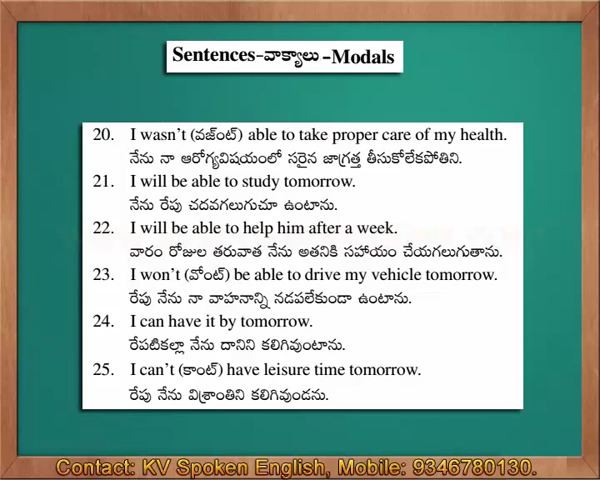 Sentences-వాక్యాలు-Modals
20. I wasn't (వజ్ంట్) able to take proper care of my health.
నేను నా ఆరోగ్యవిషయంలో సరైన జాగ్రత్త తీసుకోలేకపోతిని.
21. I will be able to study tomorrow.
నేను రేపు చదవగలుగుచూ ఉంటాను.
22. I will be able to help him after a week.
వారం రోజుల తరువాత నేను అతనికి సహాయం చేయగలుగుతాను.
23. I won't (వోంట్) be able to drive my vehicle tomorrow.
రేపు నేను నా వాహనాన్ని నడపలేకుండా ఉంటాను.
24. I can have it by tomorrow.
రేపటికల్లా నేను దానిని కలిగివుంటాను.
25. I can't (కాంట్) have leisure time tomorrow.
రేపు నేను విశ్రాంతిని కలిగివుండను.
Contact: KV Spoken English, Mobile: 9346780130.